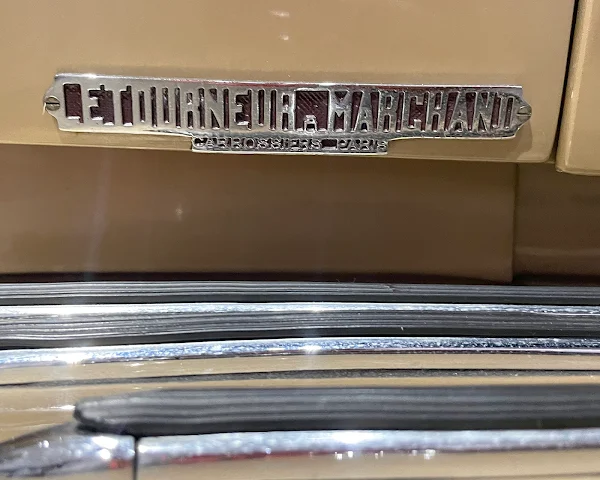 LETOURNEUR & MARCHAND
CARROSSIERS PARIS